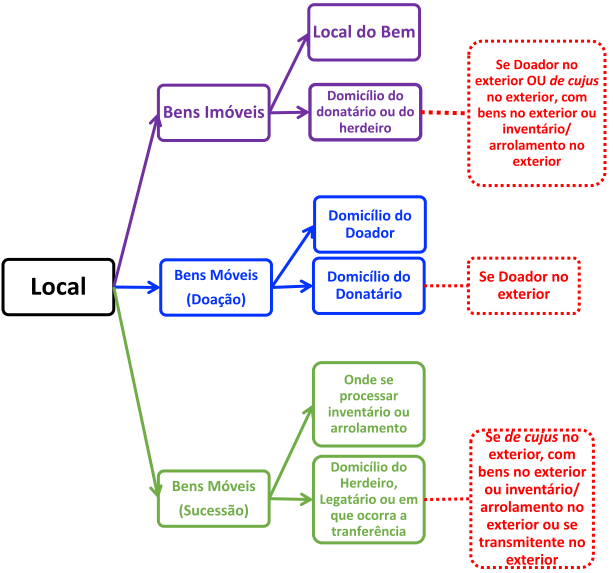 Local do Bem
Se Doador no
exterior OU de cujus
no exterior, com
bens no exterior ou
inventário/
arrolamento no
exterior
Bens Imóveis
Domicílio do
donatário ou do
herdeiro
Domicílio do
Doador
Local
Bens Móveis
(Doação)
Domicílio do
Donatário
Se Doador no
exterior
Onde se
processar
inventário ou
arrolamento
Bens Móveis
(Sucessão)
Domicílio do
Herdeiro,
Legatário ou em
que ocorra a
tranferência
Se de cujus no
exterior, com
bens no exterior
ou inventário/
arrolamento no
exterior ou se
transmitente no
exterior